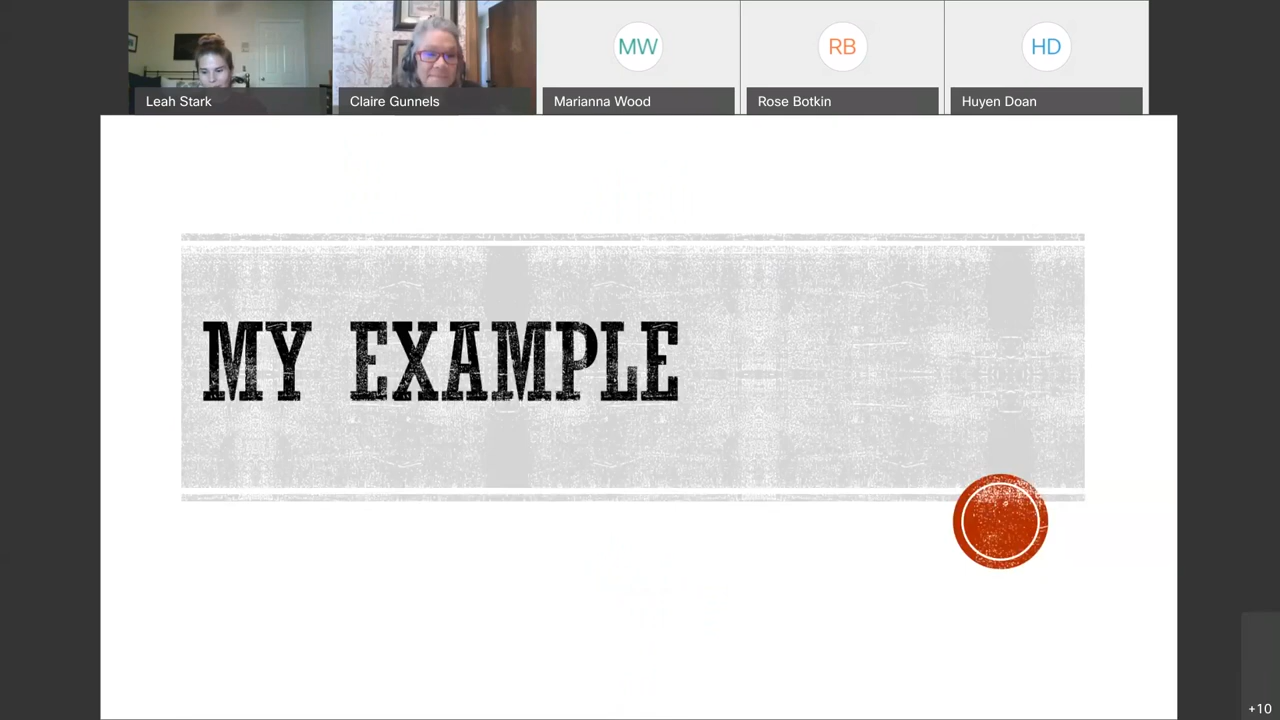 MW
RB
HD
Leah Stark
Claire Gunnels
Marianna Wood
Rose Botkin
Huyen Doan
MY EXAMPLE
+10